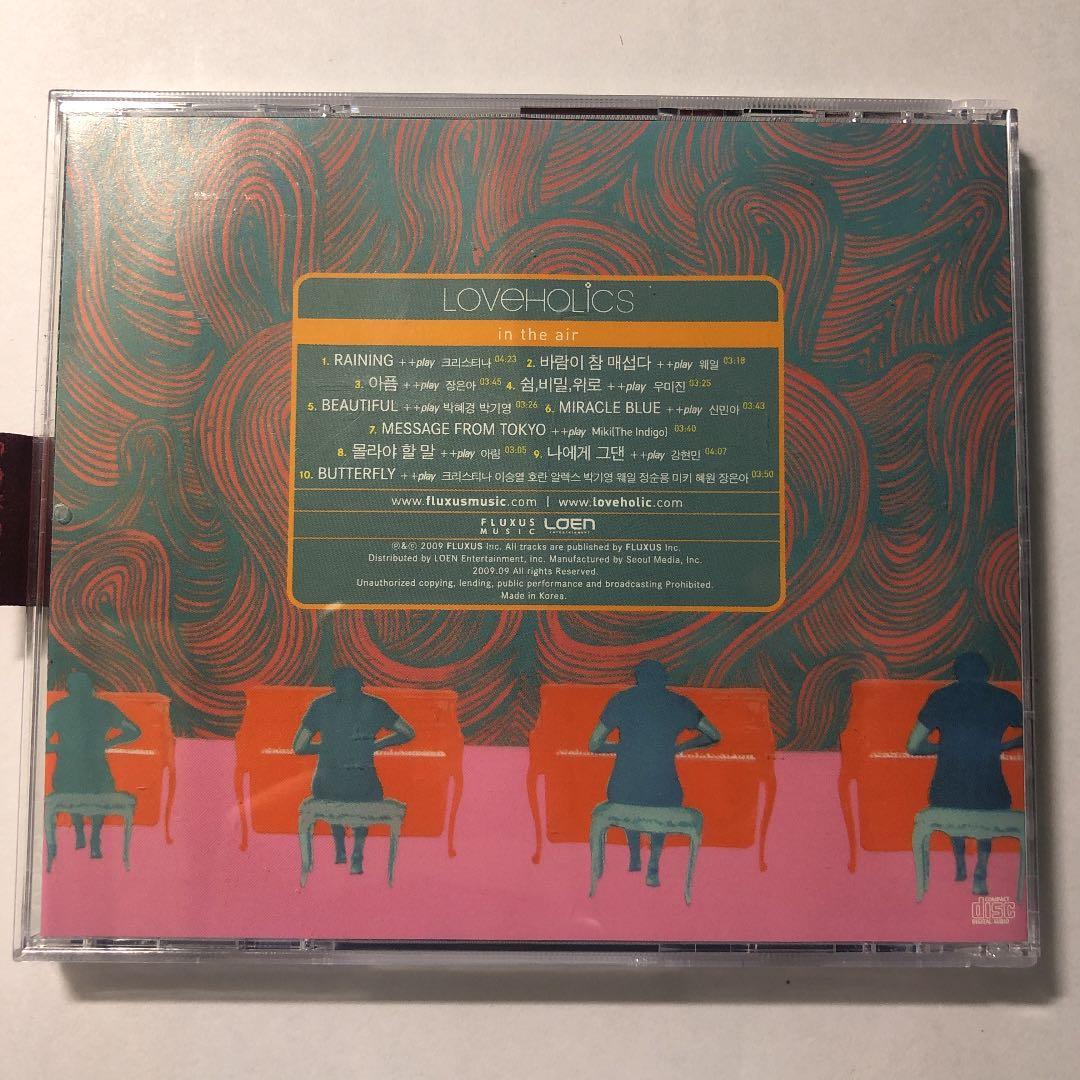 LOVEHOLICS
in the air
1. RAINING ++play 크리스티나 04:23 2. 바람이 참 매섭다 ++play 웨일 03:18
3. 아픔 ++play 장은아 03:45 4. 쉼,비밀,위로 ++play 우미진 03:25
5. BEAUTIFUL ++play 박혜경 박기영 03:26 6. MIRACLE BLUE ++play 신민아 03:43
7. MESSAGE FROM TOKYO ++play Miki(The Indigo) 03:40
8. 몰라야 할 말 ++play 아림 03:05 9. 나에게 그댄 ++play 강현민 04:07
10. BUTTERFLY ++play 크리스티나 이승열 호란 알렉스 박기영 웨일 정순용 미키 혜원 장은아 03:50
www.fluxusmusic.com | www.loveholic.com
FLUXUS MUSIC LOEN entertainment
℗&© 2009 FLUXUS Inc. All tracks are published by FLUXUS Inc.
Distributed by LOEN Entertainment, Inc. Manufactured by Seoul Media, Inc.
2009.09 All rights Reserved.
Unauthorized copying, lending, public performance and broadcasting Prohibited.
Made in Korea.
COMPACT
disc
DIGITAL AUDIO